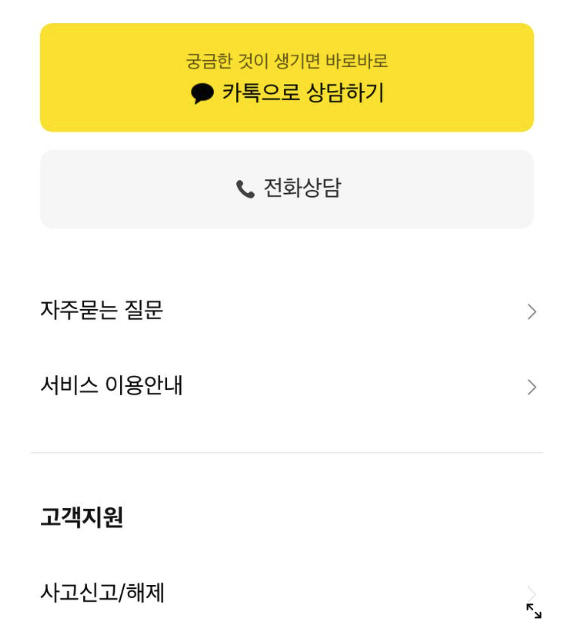 궁금한 것이 생기면 바로바로
카톡으로 상담하기
전화상담
자주묻는 질문
서비스 이용안내
고객지원
사고신고/해제